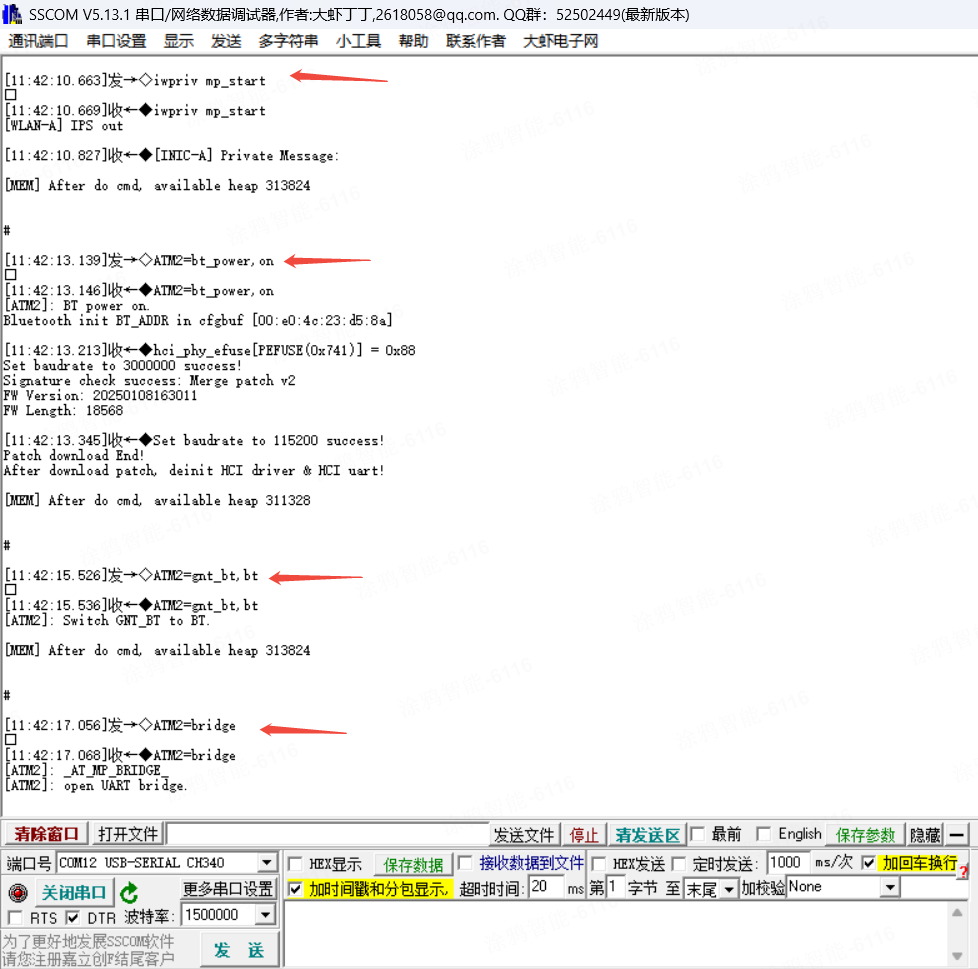 SSCOM V5.13.1 串口/网络数据调试器,作者:大虾丁丁,2618058@qq.com. QQ群：52502449(最新版本)
通讯端口 串口设置 显示 发送 多字符串 小工具 帮助 联系作者 大虾电子网
[11:42:10.663]发→◇iwpriv mp_start
□
[11:42:10.669]收←◆iwpriv mp_start
[WLAN-A] IPS out
[11:42:10.827]收←◆[INIC-A] Private Message:
[MEM] After do cmd, available heap 313824
#
[11:42:13.139]发→◇ATM2=bt_power,on
□
[11:42:13.146]收←◆ATM2=bt_power,on
[ATM2]: BT power on.
Bluetooth init BT_ADDR in cfgbuf [00:e0:4c:23:d5:8a]
[11:42:13.213]收←◆hci_phy_efuse[PEFUSE(0x741)] = 0x88
Set baudrate to 3000000 success!
Signature check success: Merge patch v2
FW Version: 20250108163011
FW Length: 18568
[11:42:13.345]收←◆Set baudrate to 115200 success!
Patch download End!
After download patch, deinit HCI driver & HCI uart!
[MEM] After do cmd, available heap 311328
#
[11:42:15.526]发→◇ATM2=gnt_bt,bt
□
[11:42:15.536]收←◆ATM2=gnt_bt,bt
[ATM2]: Switch GNT_BT to BT.
[MEM] After do cmd, available heap 313824
#
[11:42:17.056]发→◇ATM2=bridge
□
[11:42:17.068]收←◆ATM2=bridge
[ATM2]: _AT_MP_BRIDGE_
[ATM2]: open UART bridge.
清除窗口 打开文件 发送文件 停止 清发送区 最前 English 保存参数 隐藏
端口号 COM12 USB-SERIAL CH340 HEX显示 保存数据 接收数据到文件 HEX发送 定时发送: 1000 ms/次 加回车换行
关闭串口 更多串口设置 加时间戳和分包显示, 超时时间: 20 ms 第 1 字节 至 末尾 加校验 None
RTS DTR 波特率: 1500000
为了更好地发展SSCOM软件
请您注册嘉立创F结尾客户
发 送
涂鸦智能-6116